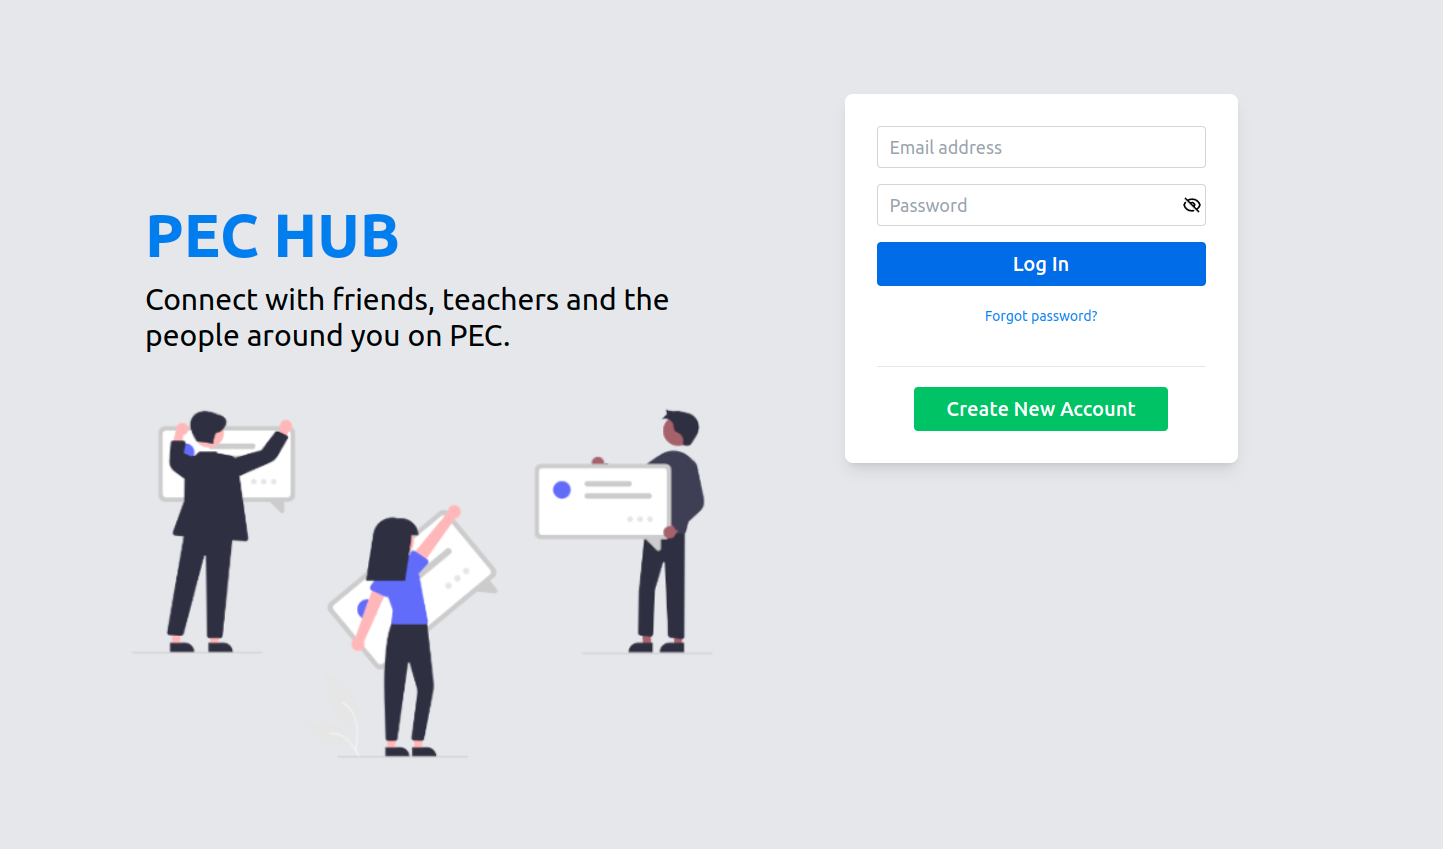 PEC HUB
Connect with friends, teachers and the
people around you on PEC.
Email address
Password
Log In
Forgot password?
Create New Account